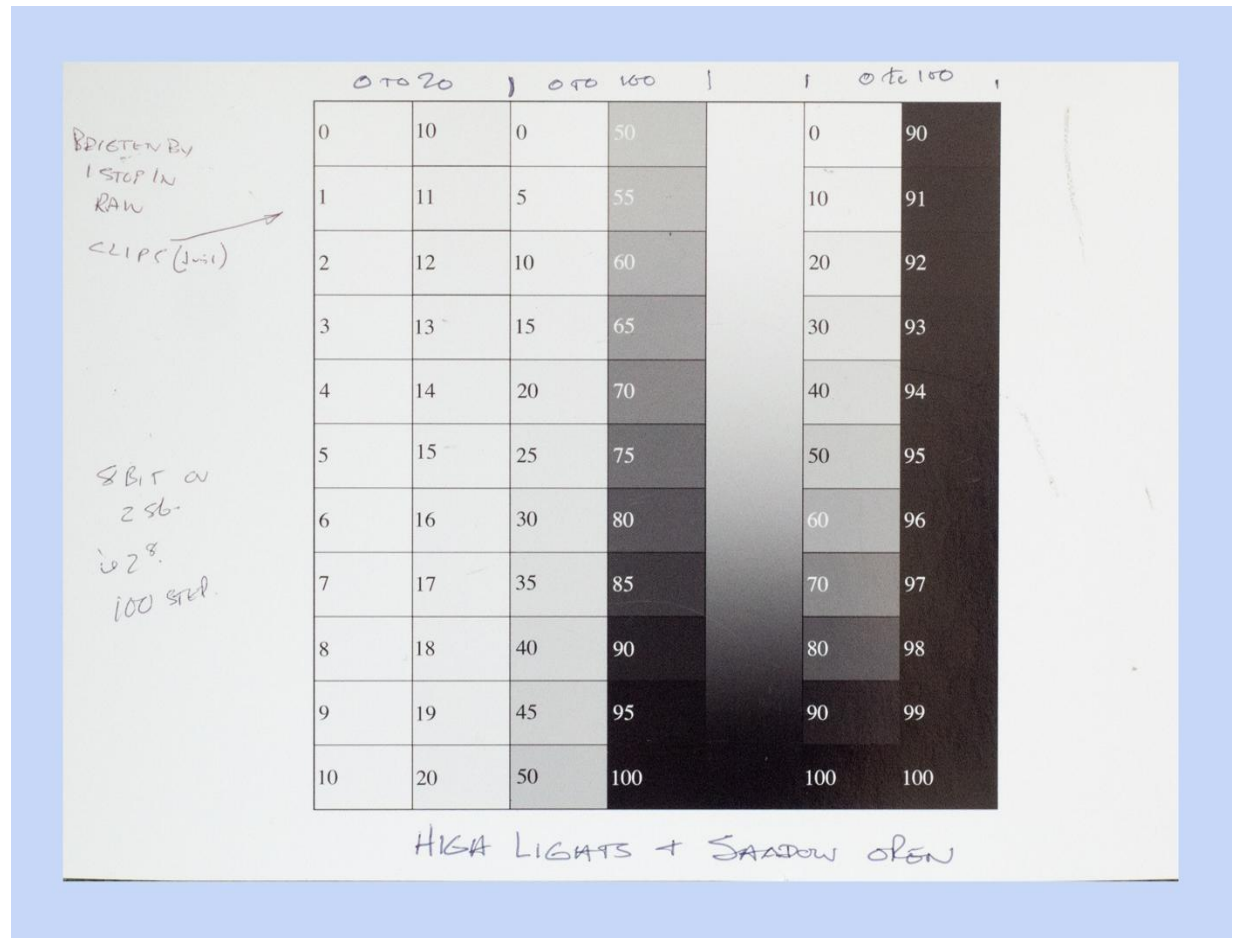 0 TO 20 0 TO 100 0 to 100
BRIGTEN BY
1 STOP IN
RAW
CLIPS
8 BIT
256
2⁸
100 STEP.
0 10 0 50 0 90
1 11 5 55 10 91
2 12 10 60 20 92
3 13 15 65 30 93
4 14 20 70 40 94
5 15 25 75 50 95
6 16 30 80 60 96
7 17 35 85 70 97
8 18 40 90 80 98
9 19 45 95 90 99
10 20 50 100 100 100
HIGH LIGHTS + SHADOW OPEN